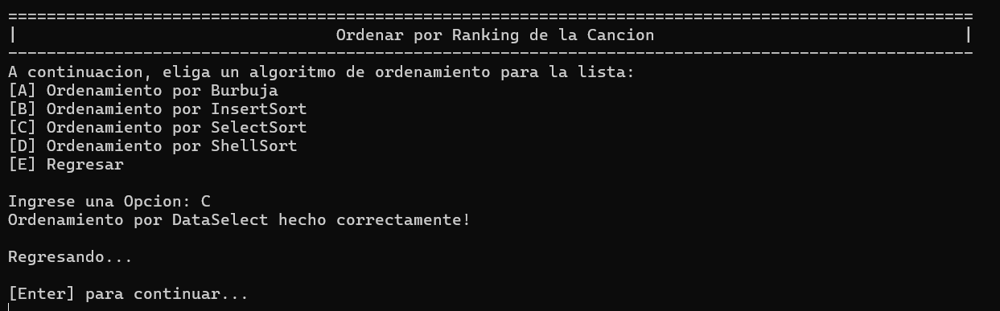 ====================================================================================================
|                                 Ordenar por Ranking de la Cancion                                |
----------------------------------------------------------------------------------------------------
A continuacion, eliga un algoritmo de ordenamiento para la lista:
[A] Ordenamiento por Burbuja
[B] Ordenamiento por InsertSort
[C] Ordenamiento por SelectSort
[D] Ordenamiento por ShellSort
[E] Regresar
Ingrese una Opcion: C
Ordenamiento por DataSelect hecho correctamente!
Regresando...
[Enter] para continuar...